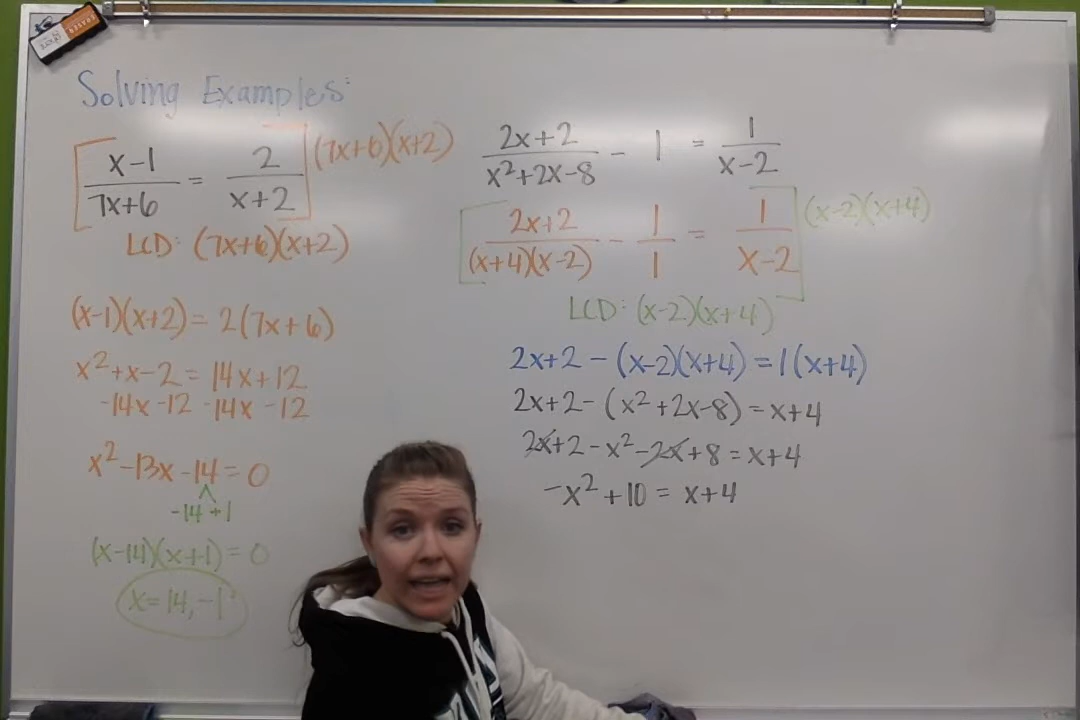 Solving Examples:
[x-1/7x+6 = 2/x+2] (7x+6)(x+2)
LCD: (7x+6)(x+2)
(x-1)(x+2) = 2(7x+6)
x²+x-2 = 14x+12
-14x-12 -14x-12
x²-13x-14 = 0
-14 +1
(x-14)(x+1) = 0
x=14,-1
2x+2/x²+2x-8 - 1 = 1/x-2
[2x+2/(x+4)(x-2) - 1/1 = 1/x-2] (x-2)(x+4)
LCD: (x-2)(x+4)
2x+2-(x-2)(x+4) = 1(x+4)
2x+2-(x²+2x-8) = x+4
2x+2-x²-2x+8 = x+4
-x²+10 = x+4